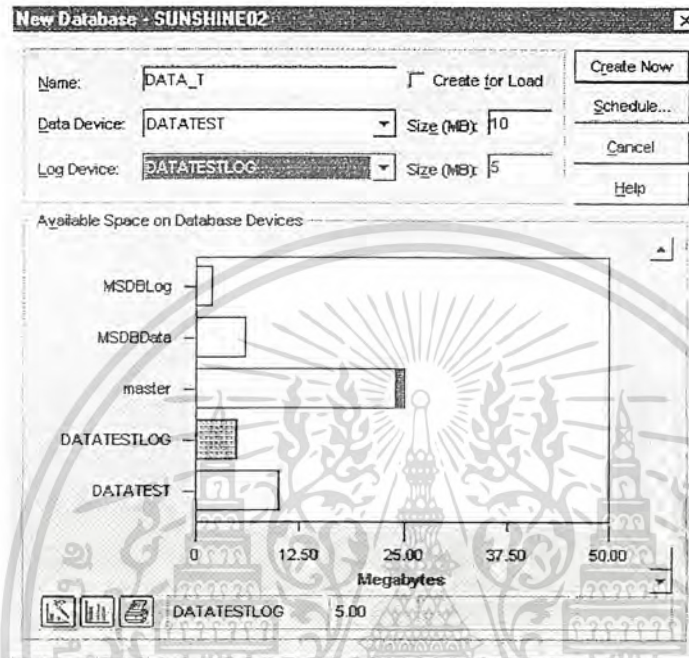 New Database - SUNSHINE02
Name: DATA_T Create for Load Create Now
Data Device: DATATEST Size (MB): 10 Schedule...
Log Device: DATATESTLOG Size (MB): 5 Cancel
Help
Available Space on Database Devices
MSDBLog
MSDBData
master
DATATESTLOG
DATATEST
0 12.50 25.00 37.50 50.00
Megabytes
DATATESTLOG 5.00